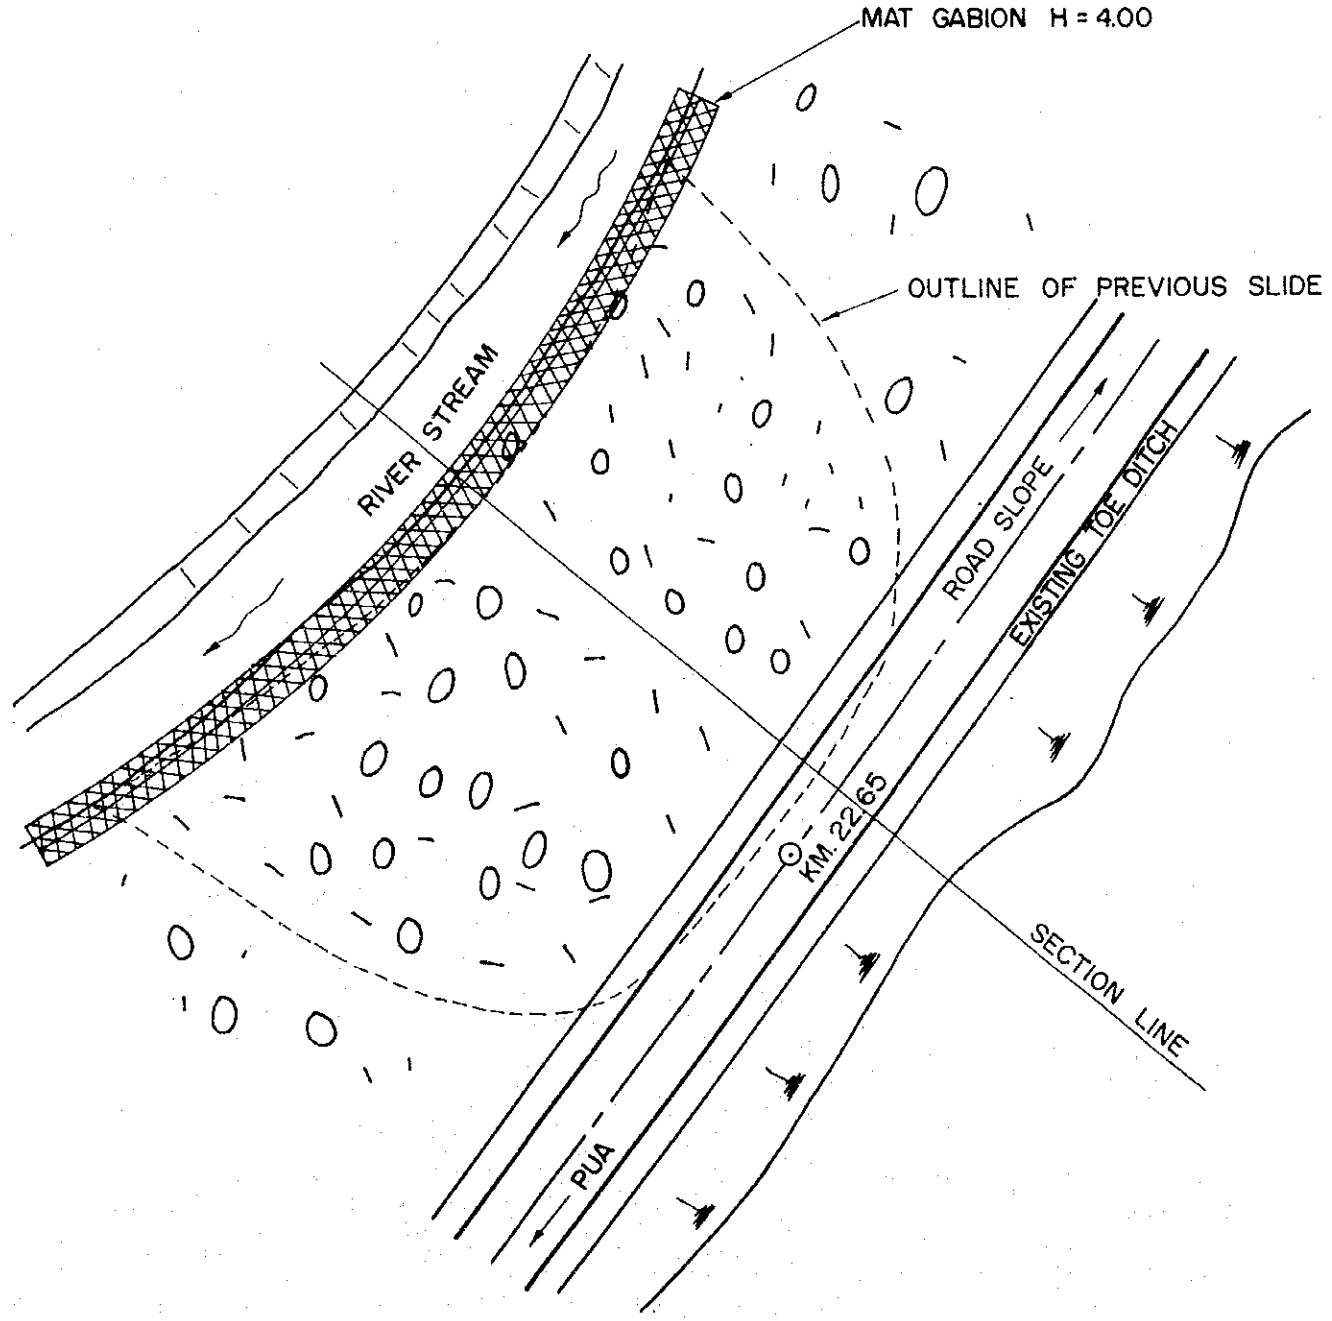 MAT GABION H = 4.00
OUTLINE OF PREVIOUS SLIDE
RIVER STREAM
ROAD SLOPE
EXISTING TOE DITCH
KM. 22.65
SECTION LINE
PUA